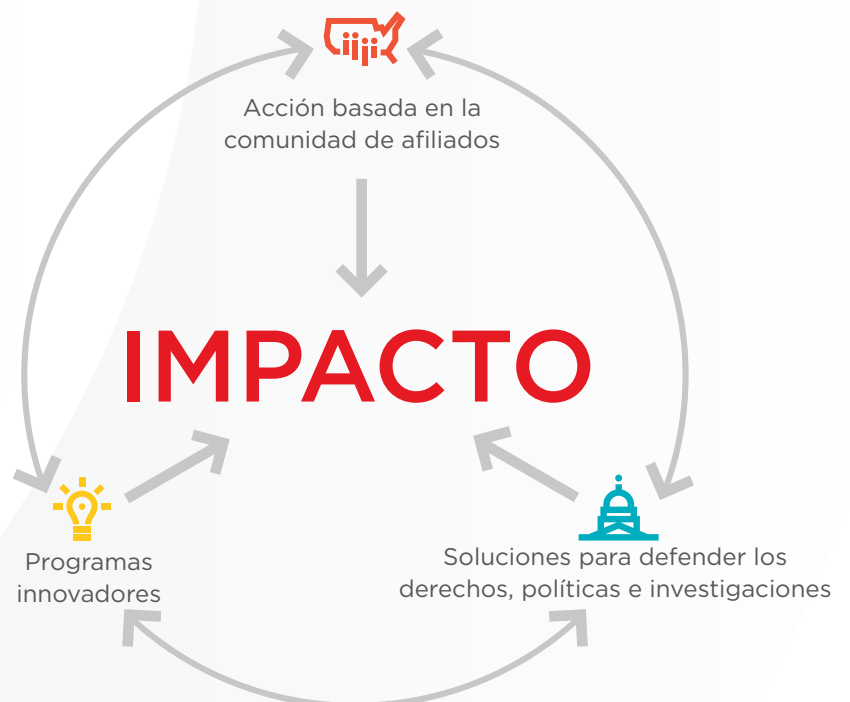 Acción basada en la
comunidad de afiliados
IMPACTO
Programas
innovadores
Soluciones para defender los
derechos, políticas e investigaciones